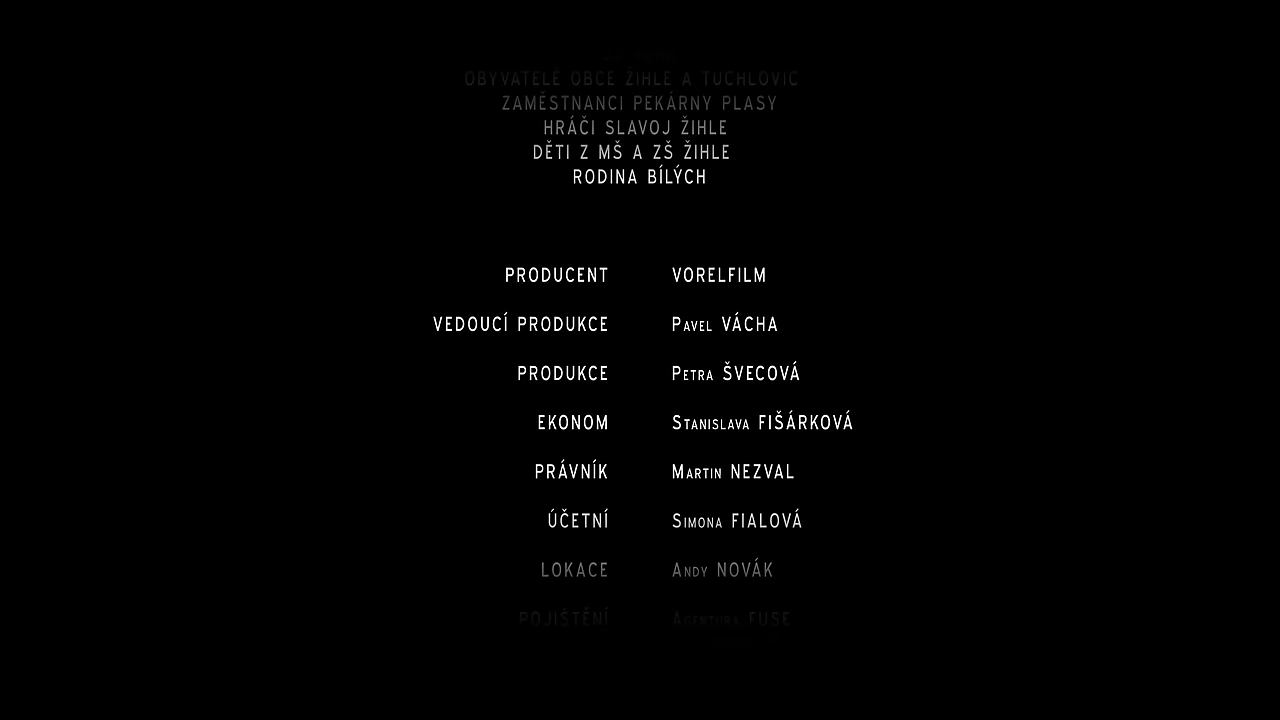 OBYVATELÉ OBCE ŽIHLE A TUCHLOVIC
ZAMĚSTNANCI PEKÁRNY PLASY
HRÁČI SLAVOJ ŽIHLE
DĚTI Z MŠ A ZŠ ŽIHLE
RODINA BÍLÝCH
PRODUCENT VORELFILM
VEDOUCÍ PRODUKCE Pavel VÁCHA
PRODUKCE Petra ŠVECOVÁ
EKONOM Stanislava FIŠÁRKOVÁ
PRÁVNÍK Martin NEZVAL
ÚČETNÍ Simona FIALOVÁ
LOKACE Andy NOVÁK
POJIŠTĚNÍ Agentura FUSE